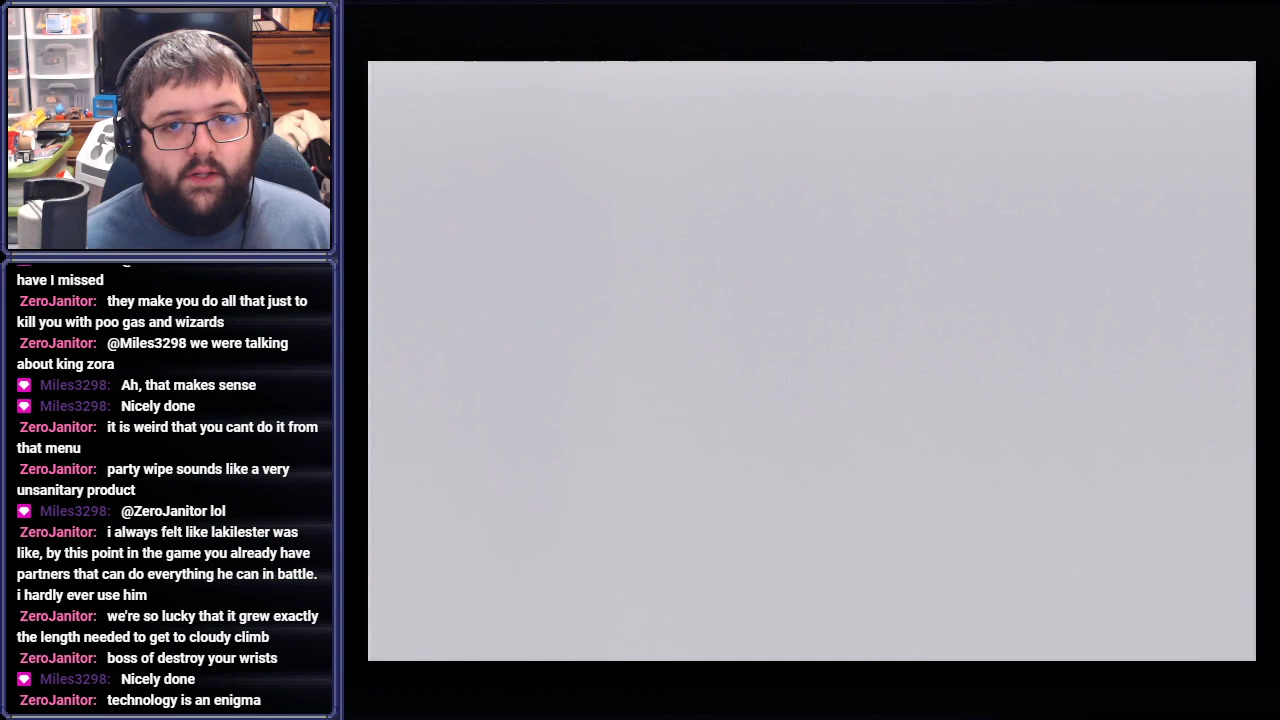 have I missed
ZeroJanitor: they make you do all that just to
kill you with poo gas and wizards
ZeroJanitor: @Miles3298 we were talking
about king zora
Miles3298: Ah, that makes sense
Miles3298: Nicely done
ZeroJanitor: it is weird that you cant do it from
that menu
ZeroJanitor: party wipe sounds like a very
unsanitary product
Miles3298: @ZeroJanitor lol
ZeroJanitor: i always felt like lakilester was
like, by this point in the game you already have
partners that can do everything he can in battle.
i hardly ever use him
ZeroJanitor: we're so lucky that it grew exactly
the length needed to get to cloudy climb
ZeroJanitor: boss of destroy your wrists
Miles3298: Nicely done
ZeroJanitor: technology is an enigma